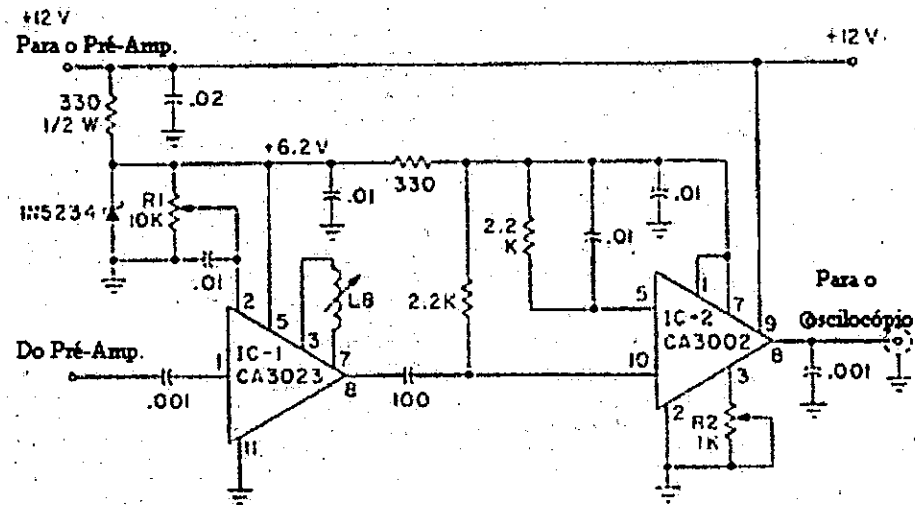 +12 V
Para o Pré-Amp.
+12 V
330
1/2 W
.02
+6.2 V
330
.01
.01
1N5234
R1
10K
.01
2.2
K
.01
L8
2.2K
2
5
3
7
1
IC-1
CA3023
8
11
Do Pré-Amp.
.001
100
5
1
7
9
10
IC-2
CA3002
8
3
2
R2
1K
Para o
Oscilocópio
.001